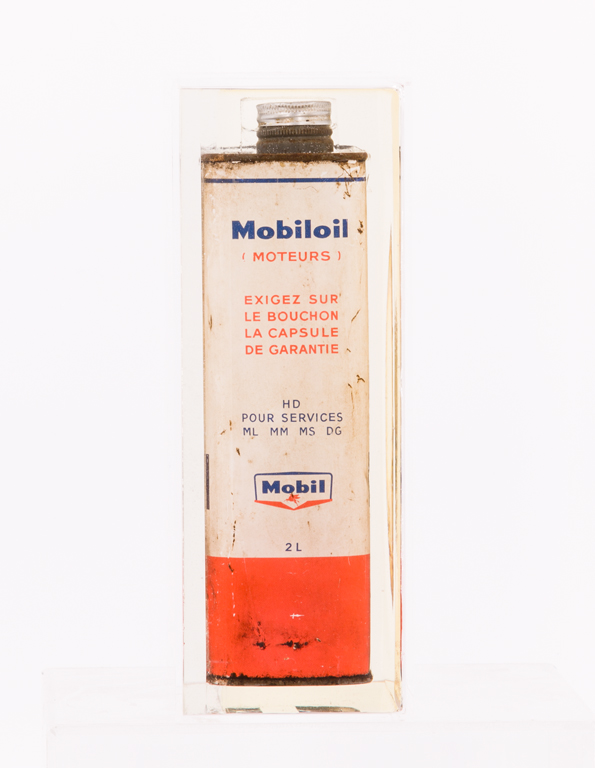 Mobiloil
( MOTEURS )
EXIGEZ SUR
LE BOUCHON
LA CAPSULE
DE GARANTIE
HD
POUR SERVICES
ML MM MS DG
Mobil
2 L